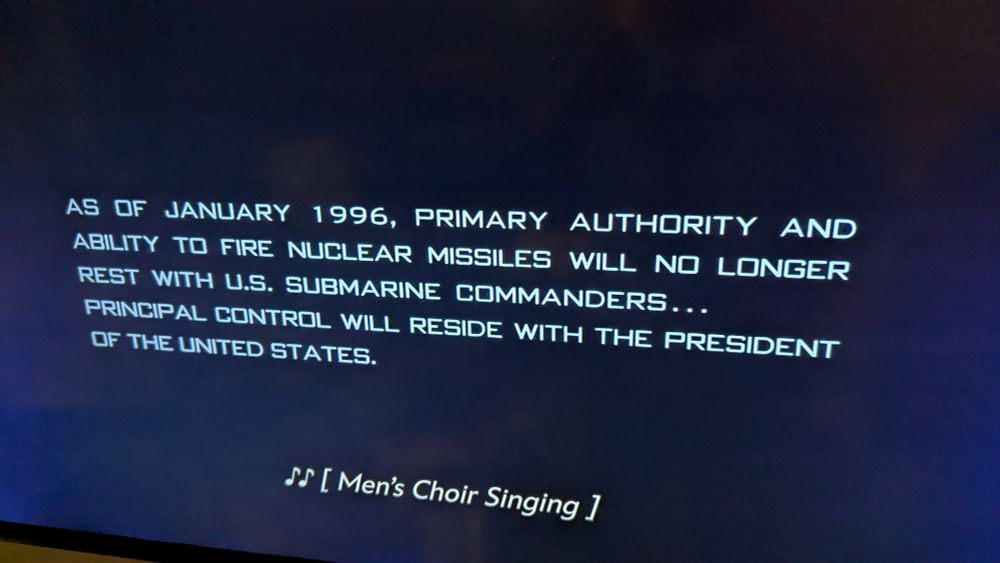 AS OF JANUARY 1996, PRIMARY AUTHORITY AND
ABILITY TO FIRE NUCLEAR MISSILES WILL NO LONGER
REST WITH U.S. SUBMARINE COMMANDERS...
PRINCIPAL CONTROL WILL RESIDE WITH THE PRESIDENT
OF THE UNITED STATES.
♪♪ [ Men's Choir Singing ]